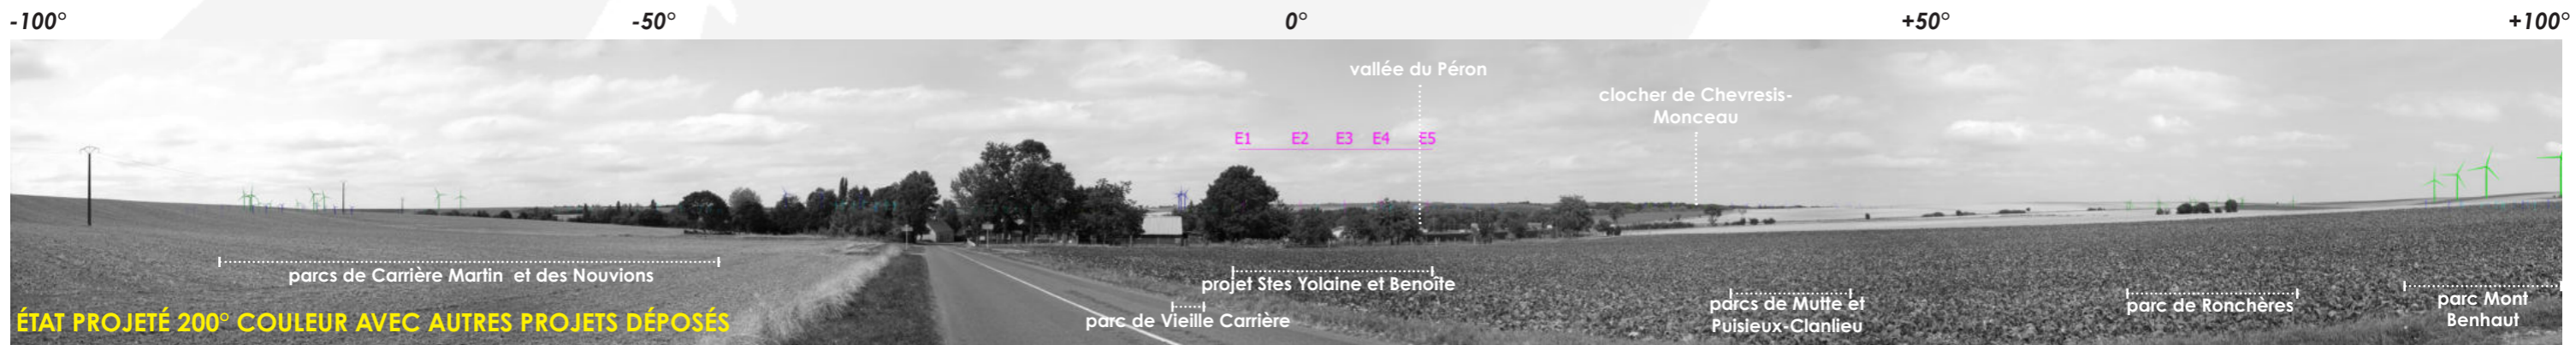 -100° -50° 0° +50° +100°
vallée du Péron
clocher de Chevresis-
Monceau
E1 E2 E3 E4 E5
parcs de Carrière Martin et des Nouvions
projet Stes Yolaine et Benoîte
parc de Vieille Carrière
parcs de Mutte et
Puisieux-Clanlieu
parc de Ronchères
parc Mont
Benhaut
ÉTAT PROJETÉ 200° COULEUR AVEC AUTRES PROJETS DÉPOSÉS